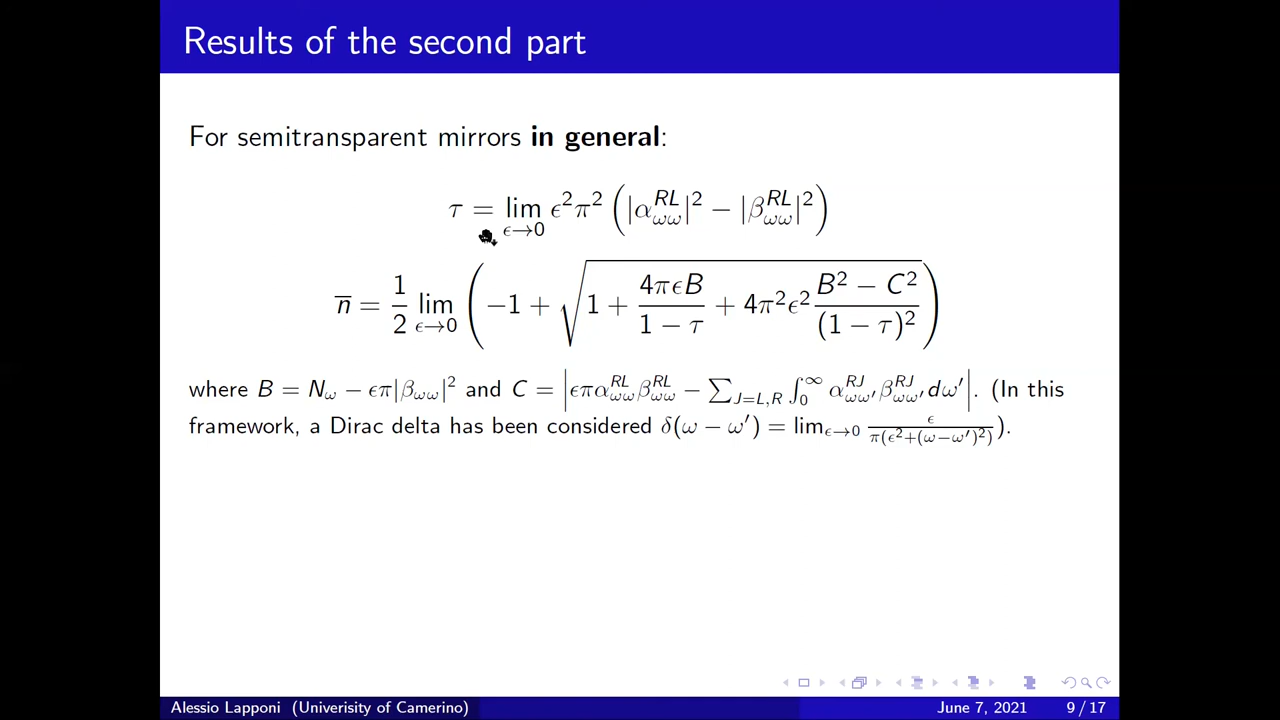 Results of the second part
For semitransparent mirrors in general:
τ = lim_{ϵ→0} ϵ²π² (|α^{RL}_{ωω}|² − |β^{RL}_{ωω}|²)
n̅ = 1/2 lim_{ϵ→0} (−1 + √(1 + 4πϵB/(1 − τ) + 4π²ϵ² (B² − C²)/(1 − τ)²))
where B = N_ω − ϵπ|β_{ωω}|² and C = |ϵπα^{RL}_{ωω}β^{RL}_{ωω} − ∑_{J=L,R} ∫_0^∞ α^{RJ}_{ωω′}β^{RJ}_{ωω′}dω′|. (In this
framework, a Dirac delta has been considered δ(ω − ω′) = lim_{ϵ→0} ϵ/(π(ϵ²+(ω−ω′)²)).
Alessio Lapponi (Univerisity of Camerino) June 7, 2021 9 / 17